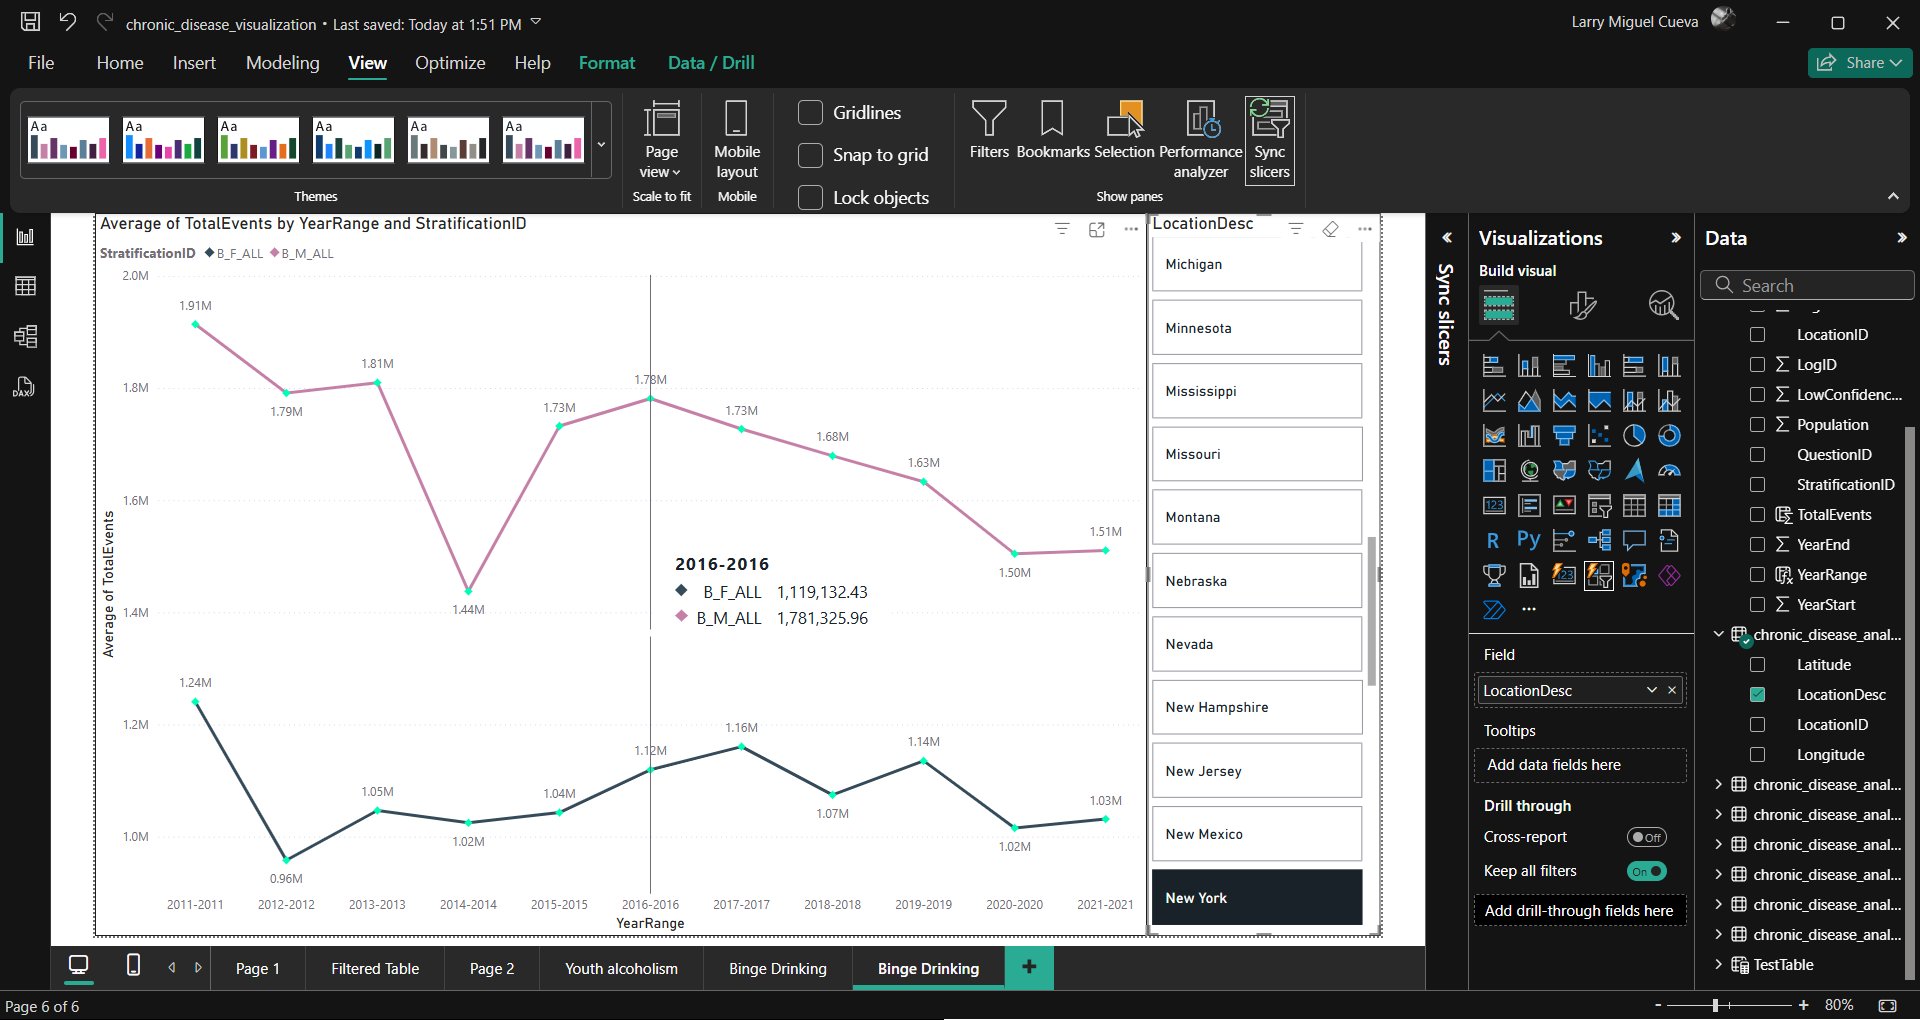 chronic_disease_visualization • Last saved: Today at 1:51 PM
Larry Miguel Cueva
File
Home
Insert
Modeling
View
Optimize
Help
Format
Data / Drill
Share
Aa
Aa
Aa
Aa
Aa
Aa
Themes
Page view
Scale to fit
Mobile layout
Mobile
Gridlines
Snap to grid
Lock objects
Filters
Bookmarks
Selection
Performance analyzer
Sync slicers
Show panes
Average of TotalEvents by YearRange and StratificationID
StratificationID B_F_ALL B_M_ALL
2.0M
1.8M
1.6M
1.4M
1.2M
1.0M
Average of TotalEvents
1.91M
1.79M
1.81M
1.44M
1.73M
1.78M
1.73M
1.68M
1.63M
1.50M
1.51M
2016-2016
B_F_ALL 1,119,132.43
B_M_ALL 1,781,325.96
1.24M
0.96M
1.05M
1.02M
1.04M
1.12M
1.16M
1.07M
1.14M
1.02M
1.03M
2011-2011
2012-2012
2013-2013
2014-2014
2015-2015
2016-2016
2017-2017
2018-2018
2019-2019
2020-2020
2021-2021
YearRange
LocationDesc
Michigan
Minnesota
Mississippi
Missouri
Montana
Nebraska
Nevada
New Hampshire
New Jersey
New Mexico
New York
Sync slicers
Visualizations
Build visual
123
R
Py
123
Field
LocationDesc
Tooltips
Add data fields here
Drill through
Cross-report
Off
Keep all filters
On
Add drill-through fields here
Data
Search
LocationID
LogID
LowConfidenc...
Population
QuestionID
StratificationID
TotalEvents
YearEnd
YearRange
YearStart
chronic_disease_anal...
Latitude
LocationDesc
LocationID
Longitude
chronic_disease_anal...
chronic_disease_anal...
chronic_disease_anal...
chronic_disease_anal...
chronic_disease_anal...
chronic_disease_anal...
TestTable
DAX
Page 1
Filtered Table
Page 2
Youth alcoholism
Binge Drinking
Binge Drinking
+
Page 6 of 6
- + 80%